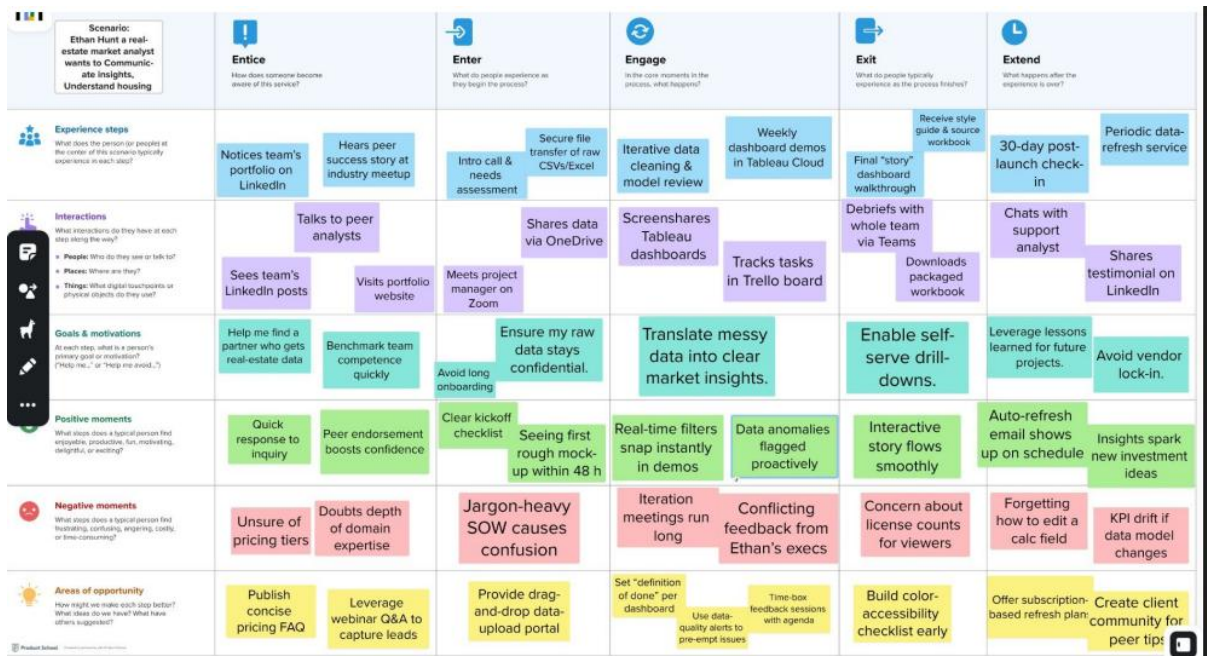 Scenario:
Ethan Hunt a real-
estate market analyst
wants to Communic-
ate insights,
Understand housing
Entice
How does someone become
aware of this service?
Enter
What do people experience as
they begin the process?
Engage
In the core moments in the
process, what happens?
Exit
What do people typically
experience as the process finishes?
Extend
What happens after the
experience is over?
Experience steps
What does the person (or people) at
the center of this scenario typically
experience in each step?
Notices team's
portfolio on
LinkedIn
Hears peer
success story at
industry meetup
Intro call &
needs
assessment
Secure file
transfer of raw
CSVs/Excel
Iterative data
cleaning &
model review
Weekly
dashboard demos
in Tableau Cloud
Final "story"
dashboard
walkthrough
Receive style
guide & source
workbook
30-day post-
launch check-
in
Periodic data-
refresh service
Interactions
What interactions do they have at each
step along the way?
People: Who do they see or talk to?
Places: Where are they?
Things: What digital touchpoints or
physical objects do they use?
Talks to peer
analysts
Sees team's
LinkedIn posts
Visits portfolio
website
Shares data
via OneDrive
Meets project
manager on
Zoom
Screenshares
Tableau
dashboards
Tracks tasks
in Trello board
Debriefs with
whole team
via Teams
Downloads
packaged
workbook
Chats with
support
analyst
Shares
testimonial on
LinkedIn
Goals & motivations
At each step, what is a person's
primary goal or motivation?
("Help me..." or "Help me avoid...")
Help me find a
partner who gets
real-estate data
Benchmark team
competence
quickly
Avoid long
onboarding
Ensure my raw
data stays
confidential.
Translate messy
data into clear
market insights.
Enable self-
serve drill-
downs.
Leverage lessons
learned for future
projects.
Avoid vendor
lock-in.
Positive moments
What steps does a typical person find
enjoyable, productive, fun, motivating,
delightful, or exciting?
Quick
response to
inquiry
Peer endorsement
boosts confidence
Clear kickoff
checklist
Seeing first
rough mock-
up within 48 h
Real-time filters
snap instantly
in demos
Data anomalies
flagged
proactively
Interactive
story flows
smoothly
Auto-refresh
email shows
up on schedule
Insights spark
new investment
ideas
Negative moments
What steps does a typical person find
frustrating, confusing, angering, costly,
or time-consuming?
Unsure of
pricing tiers
Doubts depth
of domain
expertise
Jargon-heavy
SOW causes
confusion
Iteration
meetings run
long
Conflicting
feedback from
Ethan's execs
Concern about
license counts
for viewers
Forgetting
how to edit a
calc field
KPI drift if
data model
changes
Areas of opportunity
How might we make each step better?
What ideas do we have? What have
others suggested?
Publish
concise
pricing FAQ
Leverage
webinar Q&A to
capture leads
Provide drag-
and-drop data-
upload portal
Set "definition
of done" per
dashboard
Use data-
quality alerts to
pre-empt issues
Time-box
feedback sessions
with agenda
Build color-
accessibility
checklist early
Offer subscription-
based refresh plans
Create client
community for
peer tips
Product School